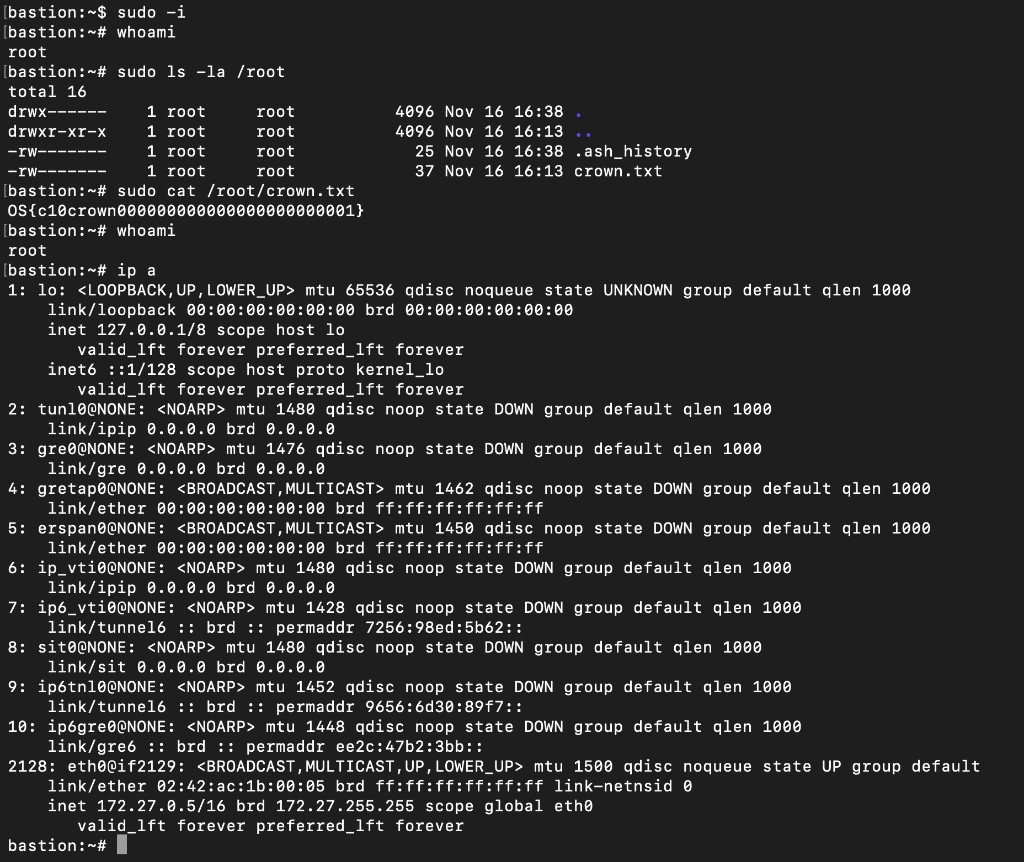 [bastion:~$ sudo -i
[bastion:~# whoami
root
[bastion:~# sudo ls -la /root
total 16
drwx------    1 root     root          4096 Nov 16 16:38 .
drwxr-xr-x    1 root     root          4096 Nov 16 16:13 ..
-rw-------    1 root     root            25 Nov 16 16:38 .ash_history
-rw-------    1 root     root            37 Nov 16 16:13 crown.txt
[bastion:~# sudo cat /root/crown.txt
OS{c10crown0000000000000000000000001}
[bastion:~# whoami
root
[bastion:~# ip a
1: lo: <LOOPBACK,UP,LOWER_UP> mtu 65536 qdisc noqueue state UNKNOWN group default qlen 1000
    link/loopback 00:00:00:00:00:00 brd 00:00:00:00:00:00
    inet 127.0.0.1/8 scope host lo
       valid_lft forever preferred_lft forever
    inet6 ::1/128 scope host proto kernel_lo
       valid_lft forever preferred_lft forever
2: tunl0@NONE: <NOARP> mtu 1480 qdisc noop state DOWN group default qlen 1000
    link/ipip 0.0.0.0 brd 0.0.0.0
3: gre0@NONE: <NOARP> mtu 1476 qdisc noop state DOWN group default qlen 1000
    link/gre 0.0.0.0 brd 0.0.0.0
4: gretap0@NONE: <BROADCAST,MULTICAST> mtu 1462 qdisc noop state DOWN group default qlen 1000
    link/ether 00:00:00:00:00:00 brd ff:ff:ff:ff:ff:ff
5: erspan0@NONE: <BROADCAST,MULTICAST> mtu 1450 qdisc noop state DOWN group default qlen 1000
    link/ether 00:00:00:00:00:00 brd ff:ff:ff:ff:ff:ff
6: ip_vti0@NONE: <NOARP> mtu 1480 qdisc noop state DOWN group default qlen 1000
    link/ipip 0.0.0.0 brd 0.0.0.0
7: ip6_vti0@NONE: <NOARP> mtu 1428 qdisc noop state DOWN group default qlen 1000
    link/tunnel6 :: brd :: permaddr 7256:98ed:5b62::
8: sit0@NONE: <NOARP> mtu 1480 qdisc noop state DOWN group default qlen 1000
    link/sit 0.0.0.0 brd 0.0.0.0
9: ip6tnl0@NONE: <NOARP> mtu 1452 qdisc noop state DOWN group default qlen 1000
    link/tunnel6 :: brd :: permaddr 9656:6d30:89f7::
10: ip6gre0@NONE: <NOARP> mtu 1448 qdisc noop state DOWN group default qlen 1000
    link/gre6 :: brd :: permaddr ee2c:47b2:3bb::
2128: eth0@if2129: <BROADCAST,MULTICAST,UP,LOWER_UP> mtu 1500 qdisc noqueue state UP group default
    link/ether 02:42:ac:1b:00:05 brd ff:ff:ff:ff:ff:ff link-netnsid 0
    inet 172.27.0.5/16 brd 172.27.255.255 scope global eth0
       valid_lft forever preferred_lft forever
bastion:~#